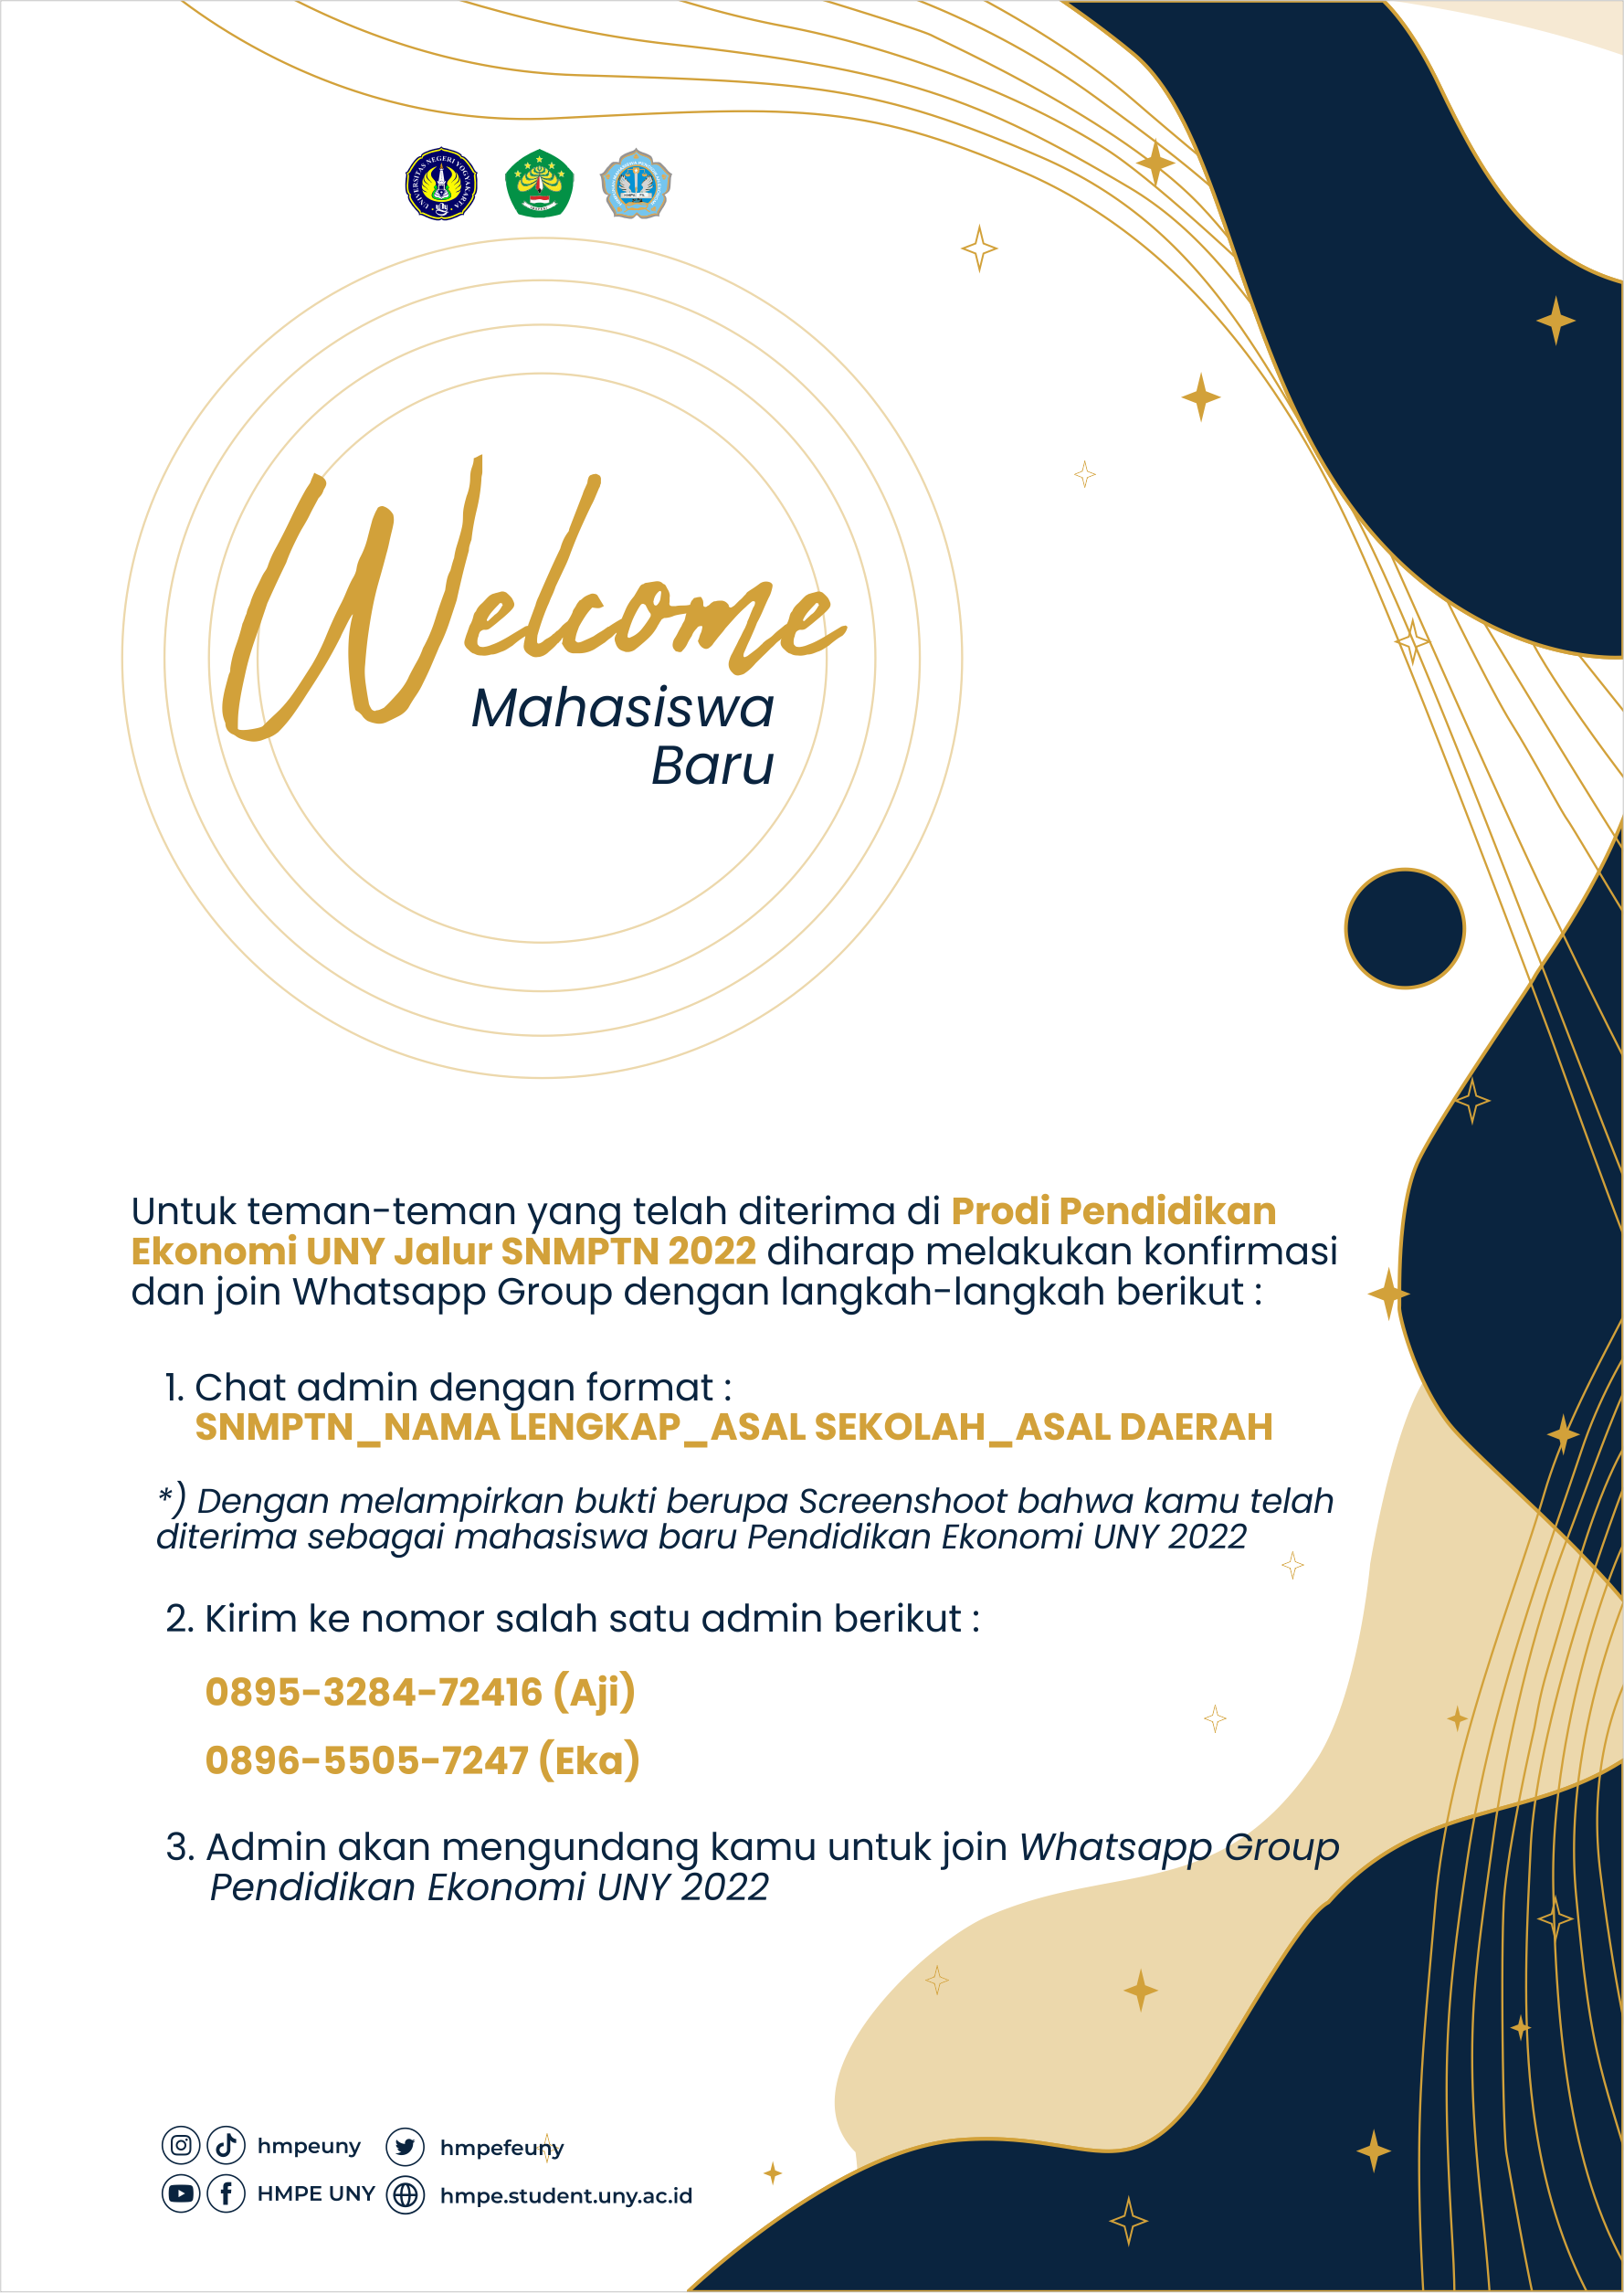 UNIVERSITAS NEGERI YOGYAKARTA
Welcome
Mahasiswa
Baru
Untuk teman-teman yang telah diterima di Prodi Pendidikan
Ekonomi UNY Jalur SNMPTN 2022 diharap melakukan konfirmasi
dan join Whatsapp Group dengan langkah-langkah berikut :
1. Chat admin dengan format :
SNMPTN_NAMA LENGKAP_ASAL SEKOLAH_ASAL DAERAH
*) Dengan melampirkan bukti berupa Screenshoot bahwa kamu telah
diterima sebagai mahasiswa baru Pendidikan Ekonomi UNY 2022
2. Kirim ke nomor salah satu admin berikut :
0895-3284-72416 (Aji)
0896-5505-7247 (Eka)
3. Admin akan mengundang kamu untuk join Whatsapp Group
Pendidikan Ekonomi UNY 2022
hmpeuny hmpefeuny
HMPE UNY hmpe.student.uny.ac.id